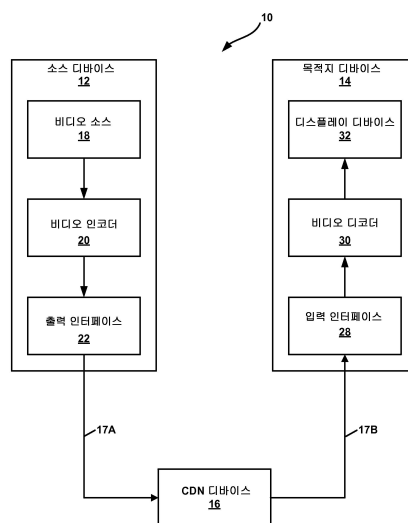 10
소스 디바이스
12
비디오 소스
18
비디오 인코더
20
출력 인터페이스
22
목적지 디바이스
14
디스플레이 디바이스
32
비디오 디코더
30
입력 인터페이스
28
17A
17B
CDN 디바이스
16